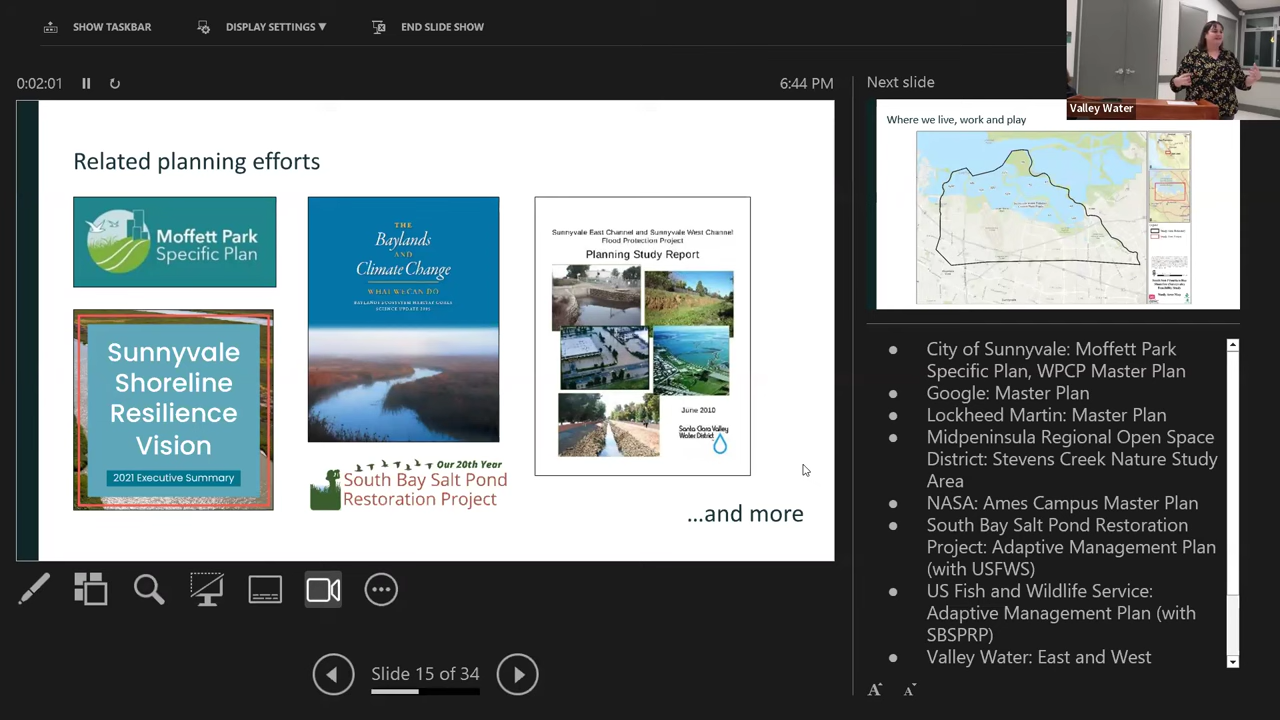 SHOW TASKBAR
DISPLAY SETTINGS ▼
END SLIDE SHOW
Valley Water
0:02:01
6:44 PM
Next slide
Related planning efforts
Moffett Park
Specific Plan
Sunnyvale
Shoreline
Resilience
Vision
2021 Executive Summary
THE
Baylands
AND
Climate Change
WHAT WE CAN DO
BAYLANDS ECOSYSTEM HABITAT GOALS
SCIENCE UPDATE
Our 20th Year
South Bay Salt Pond
Restoration Project
Sunnyvale East Channel and Sunnyvale West Channel
Flood Protection Project
Planning Study Report
June 2010
Santa Clara Valley
Water District
...and more
Where we live, work and play
● City of Sunnyvale: Moffett Park
Specific Plan, WPCP Master Plan
● Google: Master Plan
● Lockheed Martin: Master Plan
● Midpeninsula Regional Open Space
District: Stevens Creek Nature Study
Area
● NASA: Ames Campus Master Plan
● South Bay Salt Pond Restoration
Project: Adaptive Management Plan
(with USFWS)
● US Fish and Wildlife Service:
Adaptive Management Plan (with
SBSPRP)
● Valley Water: East and West
Slide 15 of 34
A A